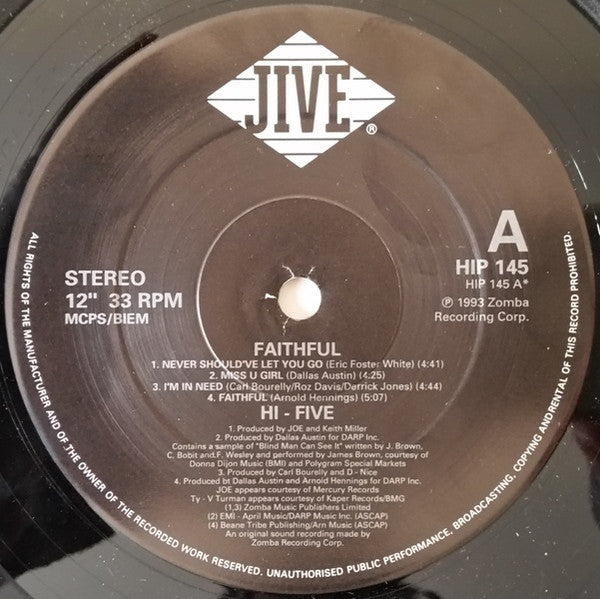 JIVE
®
A
HIP 145
HIP 145 A*
℗ 1993 Zomba
Recording Corp.
STEREO
12" 33 RPM
MCPS/BIEM
FAITHFUL
1. NEVER SHOULD'VE LET YOU GO (Eric Foster White) (4:41)
2. MISS U GIRL (Dallas Austin) (4:25)
3. I'M IN NEED (Carl Bourelly/Roz Davis/Derrick Jones) (4:44)
4. FAITHFUL (Arnold Hennings) (5:07)
HI - FIVE
1. Produced by JOE and Keith Miller
2. Produced by Dallas Austin for DARP Inc.
Contains a sample of "Blind Man Can See It" written by J. Brown,
C. Bobit and.F. Wesley and performed by James Brown, courtesy of
Donna Dijon Music (BMI) and Polygram Special Markets
3. Produced by Carl Bourelly and D - Nice
4. Produced bt Dallas Austin and Arnold Hennings for DARP Inc.
JOE appears courtesy of Mercury Records
Ty - V Turman appears courtesy of Kaper Records/BMG
(1,3) Zomba Music Publishers Limited
(2) EMI - April Music/DARP Music Inc. (ASCAP)
(4) Beane Tribe Publishing/Arn Music (ASCAP)
An original sound recording made by
Zomba Recording Corp.
ALL RIGHTS OF THE MANUFACTURER AND OF THE OWNER OF THE RECORDED WORK RESERVED. UNAUTHORISED PUBLIC PERFORMANCE, BROADCASTING, COPYING ANDRENTAL OF THIS RECORD PROHIBITED.